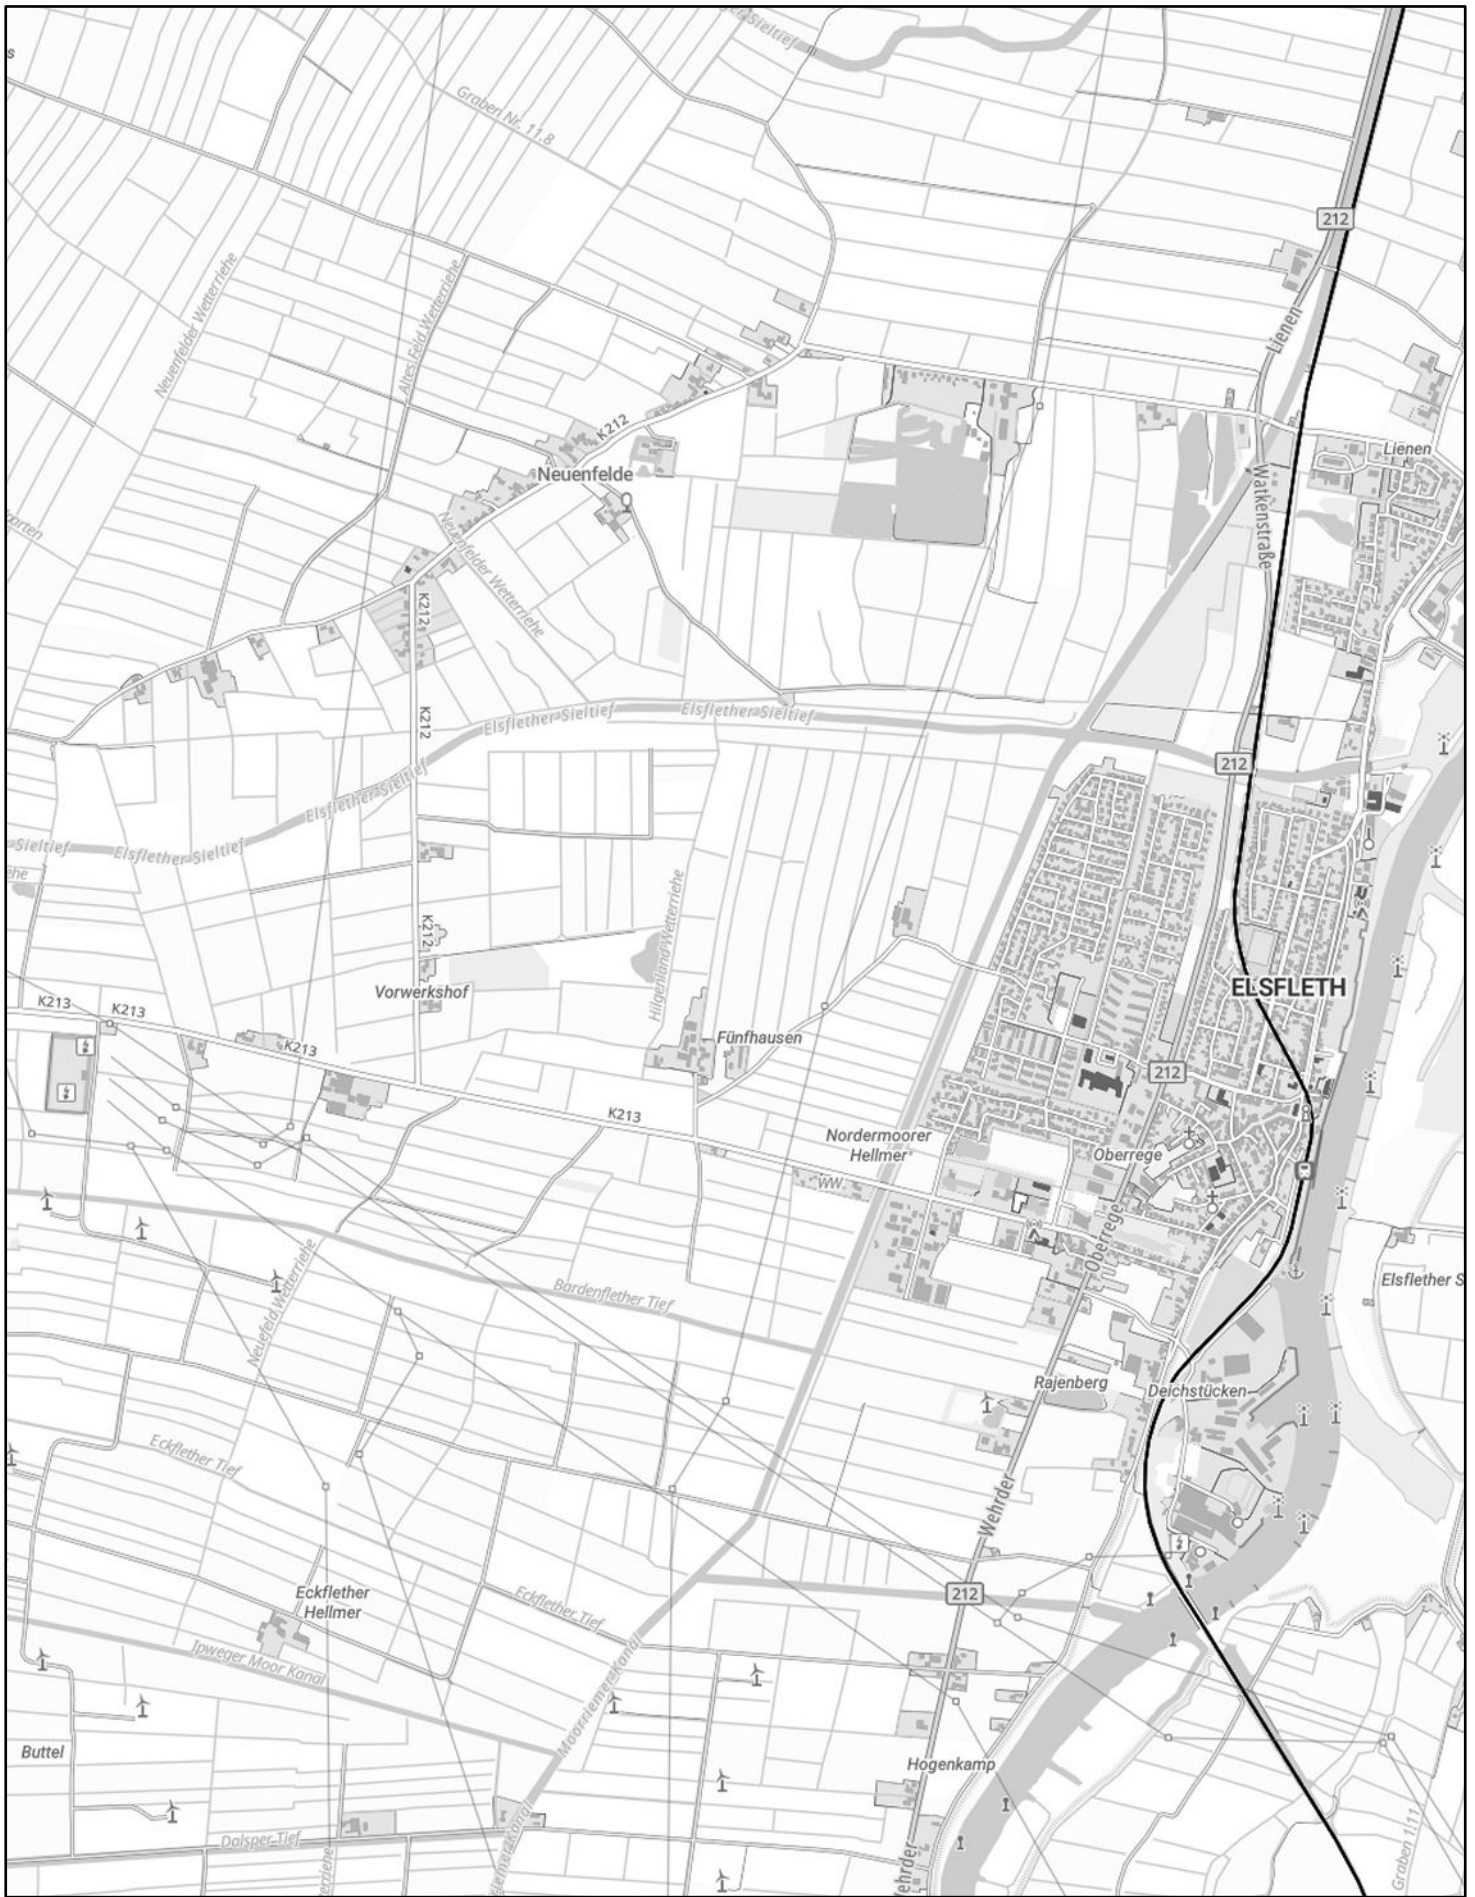 Sieltief
Graben Nr. 11.8
212
Neuenfelder Wetterriehe
Altes Feld Wetterriehe
Lienen
K212
Lienen
Neuenfelde
Watkenstraße
Neuenfelder Wetterriehe
K212
K212
Elsflether Sieltief
Elsflether Sieltief
212
Elsflether Sieltief
Sieltief
Elsflether Sieltief
Hilgenland Wetterriehe
K212
ELSFLETH
Vorwerkshof
K213
K213
Fünfhausen
K213
212
K213
Nordermoorer
Hellmer
Oberrege
WW
Oberrege
Neuefeld Wetterriehe
Bardenflether Tief
Elsflether S
Rajenberg
Deichstücken
Eckflether Tief
Wehrder
Eckflether
Hellmer
Eckflether Tief
212
Ipweger Moor Kanal
Moorriemer Kanal
Buttel
Hogenkamp
Dalsper Tief
Graben 1111